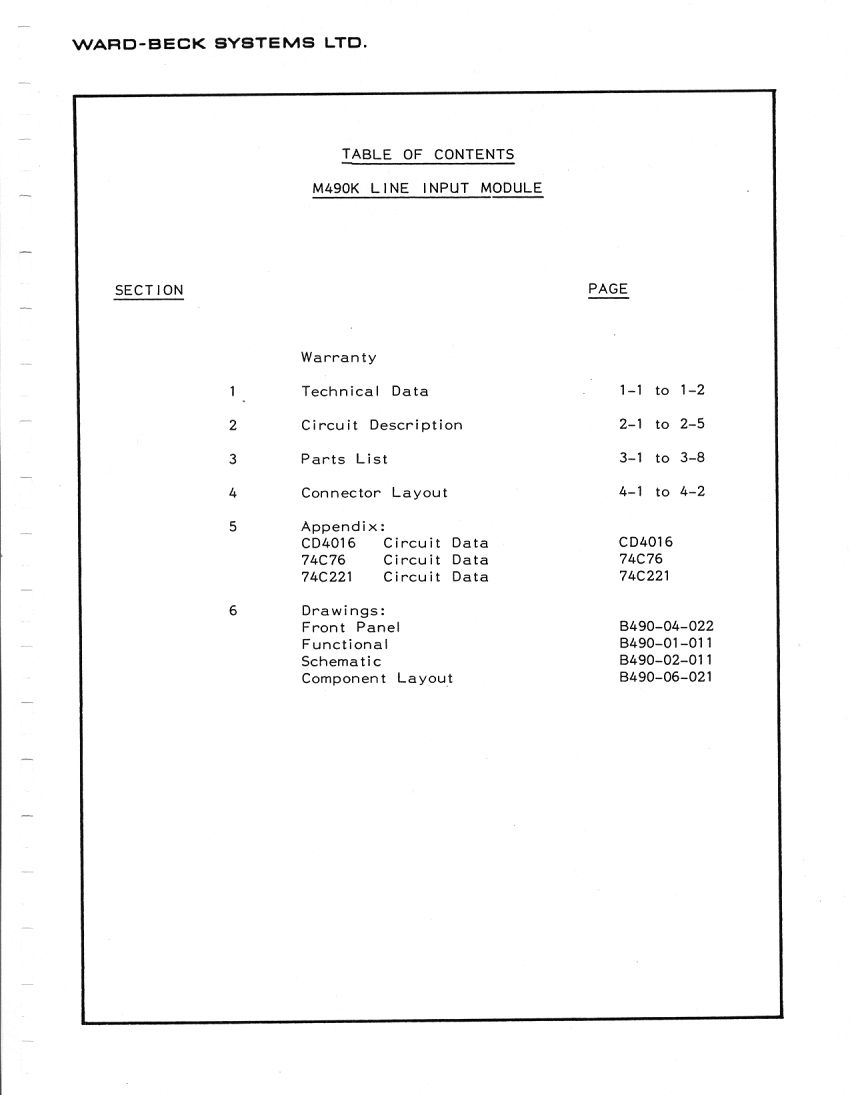 WARD-BECK SYSTEMS LTD.
TABLE OF CONTENTS
M490K LINE INPUT MODULE
SECTION PAGE
Warranty
1 Technical Data 1-1 to 1-2
2 Circuit Description 2-1 to 2-5
3 Parts List 3-1 to 3-8
4 Connector Layout 4-1 to 4-2
5 Appendix:
CD4016 Circuit Data CD4016
74C76 Circuit Data 74C76
74C221 Circuit Data 74C221
6 Drawings:
Front Panel B490-04-022
Functional B490-01-011
Schematic B490-02-011
Component Layout B490-06-021